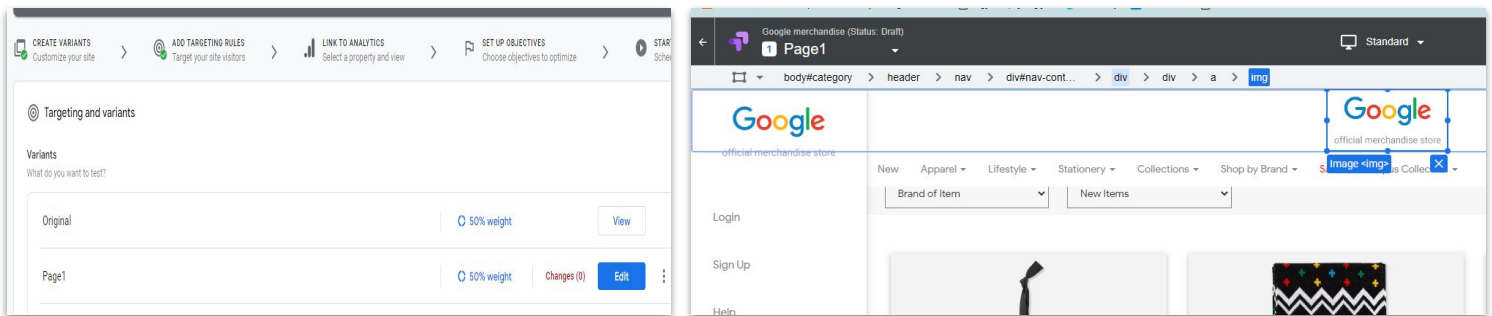 CREATE VARIANTS
Customize your site
ADD TARGETING RULES
Target your site visitors
LINK TO ANALYTICS
Select a property and view
SET UP OBJECTIVES
Choose objectives to optimize
Targeting and variants
Variants
What do you want to test?
Original
50% weight
View
Page1
50% weight
Changes (0)
Edit
Google merchandise (Status: Draft)
1 Page1
Standard
body#category > header > nav > div#nav-cont... > div > div > a > img
Google
official merchandise store
Google
official merchandise store
Image <img>
New Apparel Lifestyle Stationery Collections Shop by Brand
Brand of Item
New Items
Login
Sign Up
Help